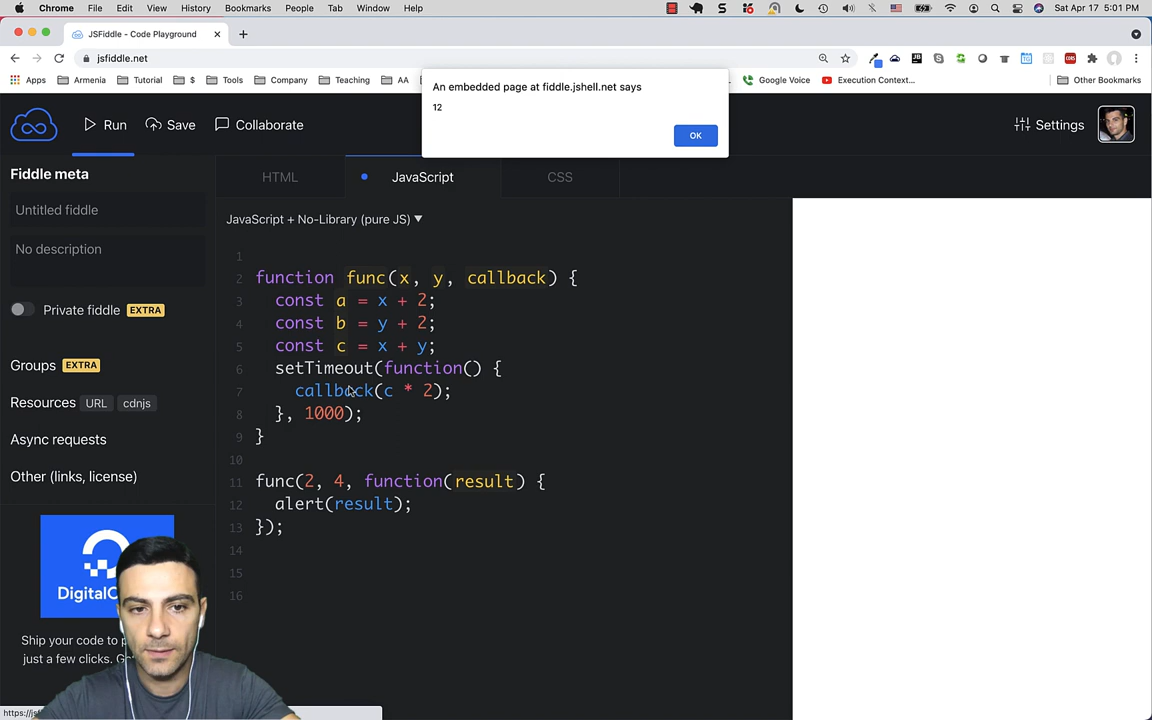 Chrome File Edit View History Bookmarks People Tab Window Help Sat Apr 17 5:01 PM
JSFiddle - Code Playground
jsfiddle.net
Apps Armenia Tutorial $ Tools Company Teaching AA Google Voice Execution Context... Other Bookmarks
An embedded page at fiddle.jshell.net says
12
OK
Run Save Collaborate Settings
Fiddle meta
Untitled fiddle
No description
Private fiddle EXTRA
Groups EXTRA
Resources URL cdnjs
Async requests
Other (links, license)
DigitalO
Ship your code to
just a few clicks.
HTML JavaScript CSS
JavaScript + No-Library (pure JS)
1
2 function func(x, y, callback) {
3 const a = x + 2;
4 const b = y + 2;
5 const c = x + y;
6 setTimeout(function() {
7 callback(c * 2);
8 }, 1000);
9 }
10
11 func(2, 4, function(result) {
12 alert(result);
13 });
14
15
16